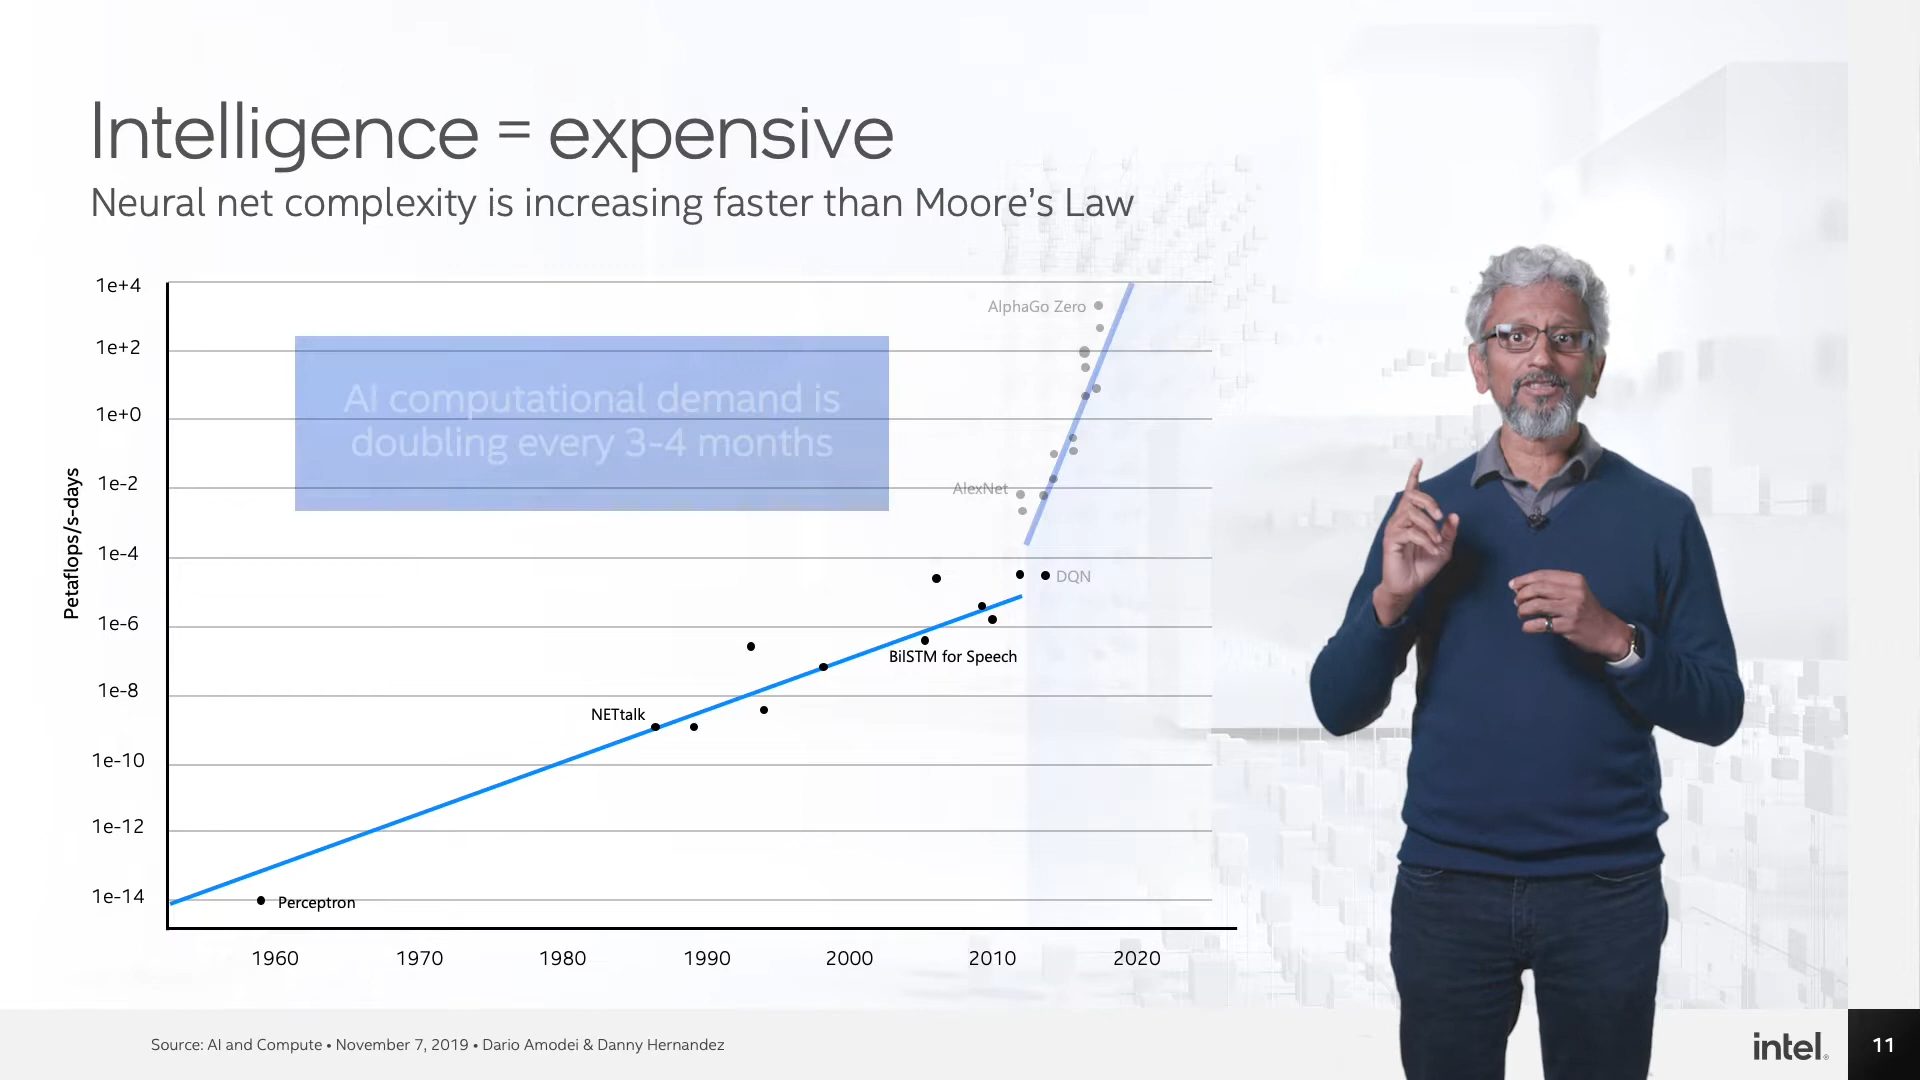 Intelligence = expensive
Neural net complexity is increasing faster than Moore's Law
1e+4
1e+2
1e+0
1e-2
1e-4
1e-6
1e-8
1e-10
1e-12
1e-14
Petaflops/s-days
AI computational demand is
doubling every 3-4 months
AlphaGo Zero
AlexNet
DQN
BilSTM for Speech
NETtalk
Perceptron
1960
1970
1980
1990
2000
2010
2020
Source: AI and Compute • November 7, 2019 • Dario Amodei & Danny Hernandez
intel.
11